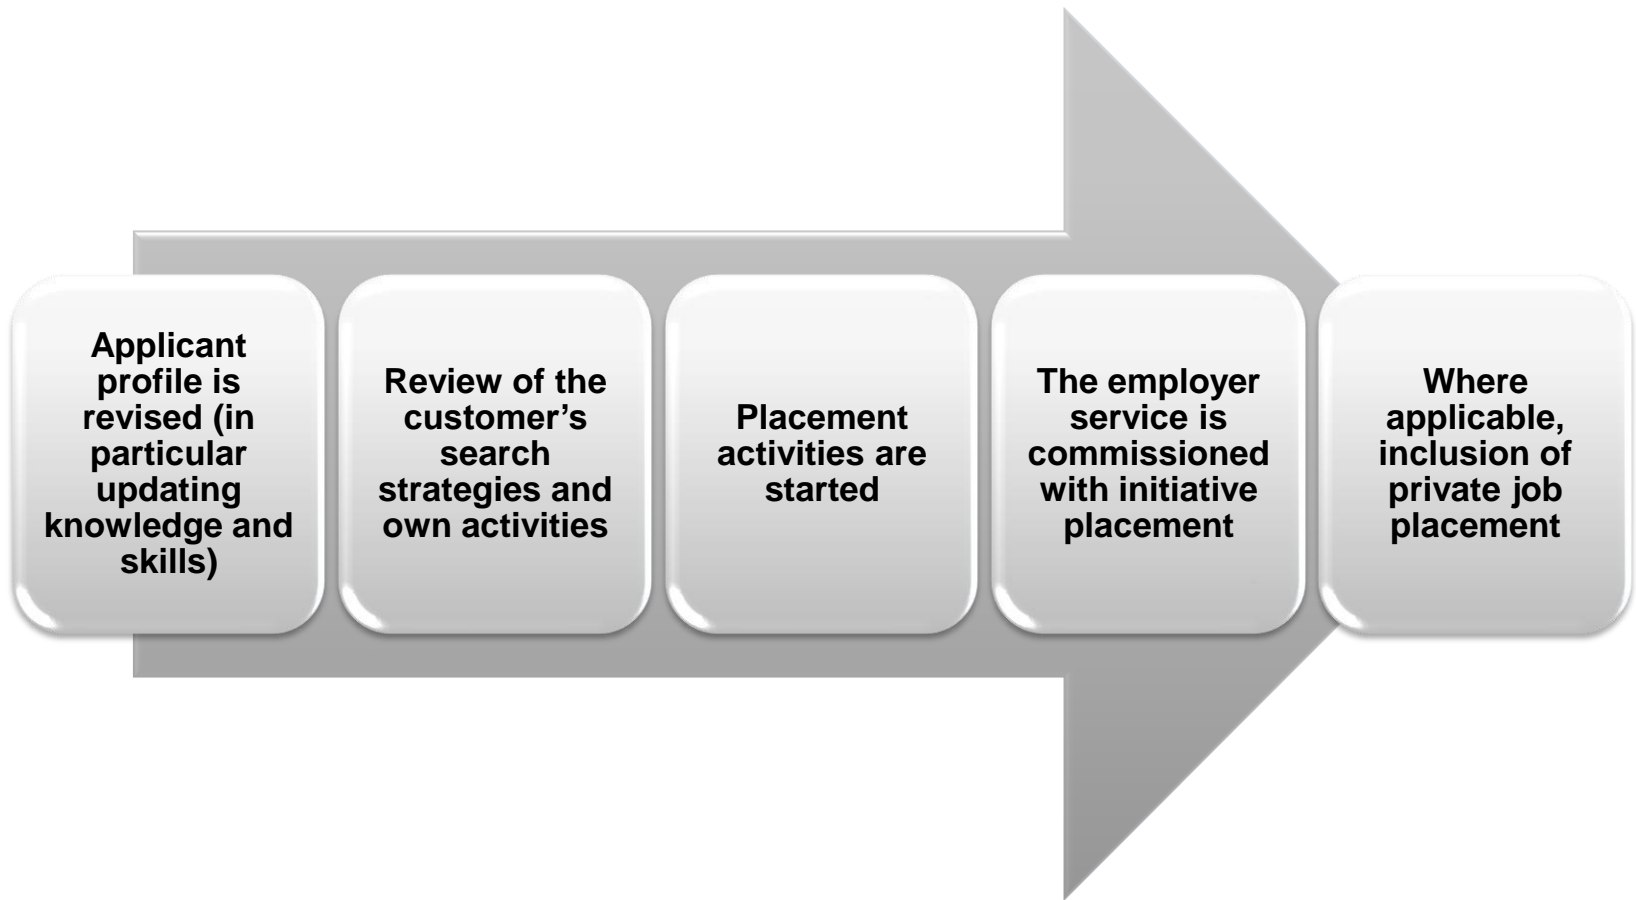 Applicant
profile is
revised (in
particular
updating
knowledge and
skills)
Review of the
customer’s
search
strategies and
own activities
Placement
activities are
started
The employer
service is
commissioned
with initiative
placement
Where
applicable,
inclusion of
private job
placement